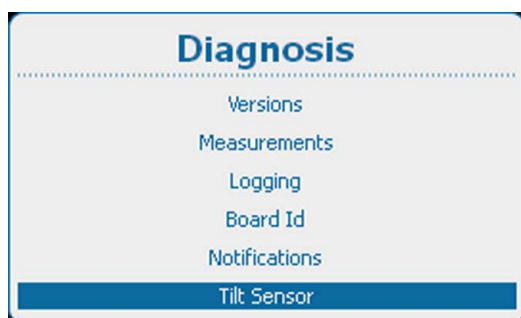 Diagnosis
Versions
Measurements
Logging
Board Id
Notifications
Tilt Sensor